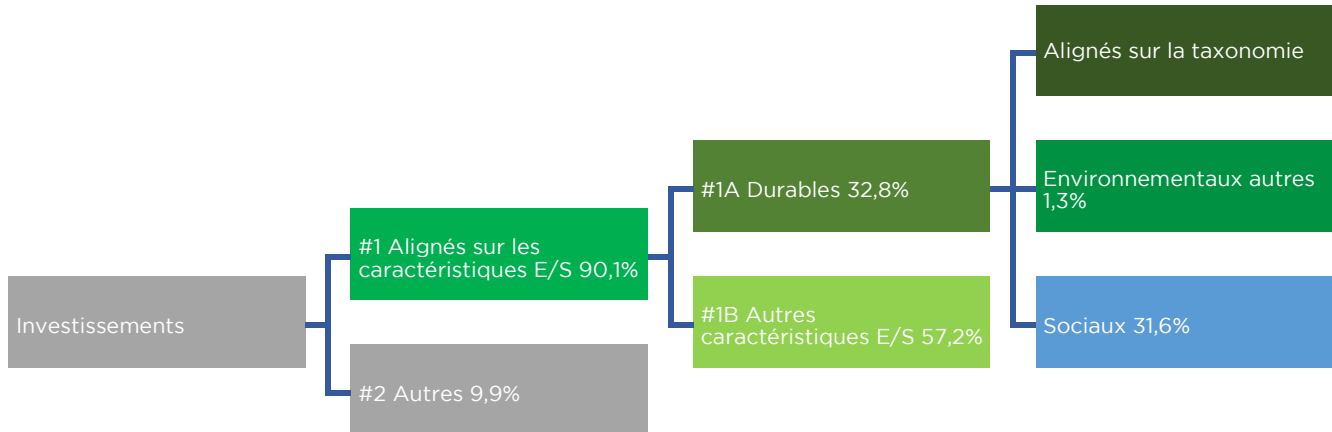 Alignés sur la taxonomie
#1A Durables 32,8%
Environnementaux autres
1,3%
#1 Alignés sur les
caractéristiques E/S 90,1%
Investissements
#1B Autres
caractéristiques E/S 57,2%
Sociaux 31,6%
#2 Autres 9,9%